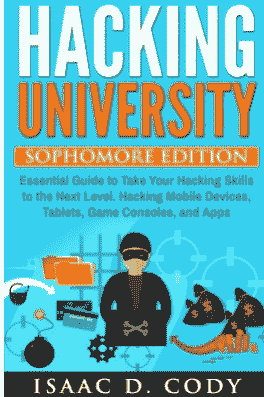 HACKING
UNIVERSITY
SOPHOMORE EDITION
Essential Guide to Take Your Hacking Skills
to the Next Level. Hacking Mobile Devices,
Tablets, Game Consoles, and Apps
ISAAC D. CODY